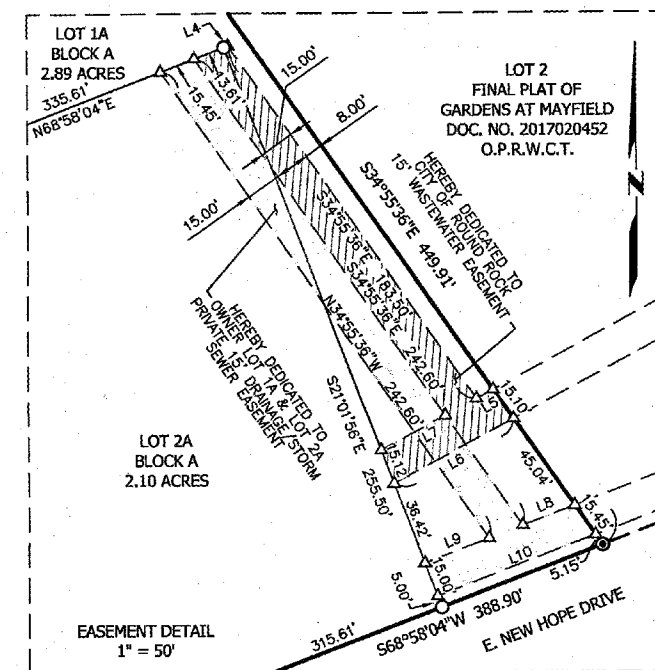 LOT 1A
BLOCK A
2.89 ACRES
L4
335.61'
N68°58'04"E
15.45'
13.61'
15.00'
8.00'
15.00'
LOT 2
FINAL PLAT OF
GARDENS AT MAYFIELD
DOC. NO. 2017020452
O.P.R.W.C.T.
N
HEREBY DEDICATED TO
CITY OF ROUND ROCK
15' WASTEWATER EASEMENT
S34°55'36"E 449.91'
S34°55'36"E 183.50'
S34°55'36"E 242.60'
N34°55'36"W 242.60'
HEREBY DEDICATED TO
OWNER LOT 1A & LOT 2A
PRIVATE 15' DRAINAGE/STORM
SEWER EASEMENT
S21°01'56"E 255.50'
LOT 2A
BLOCK A
2.10 ACRES
L5
15.10'
L7
L6
15.12'
45.04'
36.42'
L8
15.45'
L9
L10
15.00'
5.00'
5.15'
315.61'
S68°58'04"W 388.90'
E. NEW HOPE DRIVE
EASEMENT DETAIL
1" = 50'